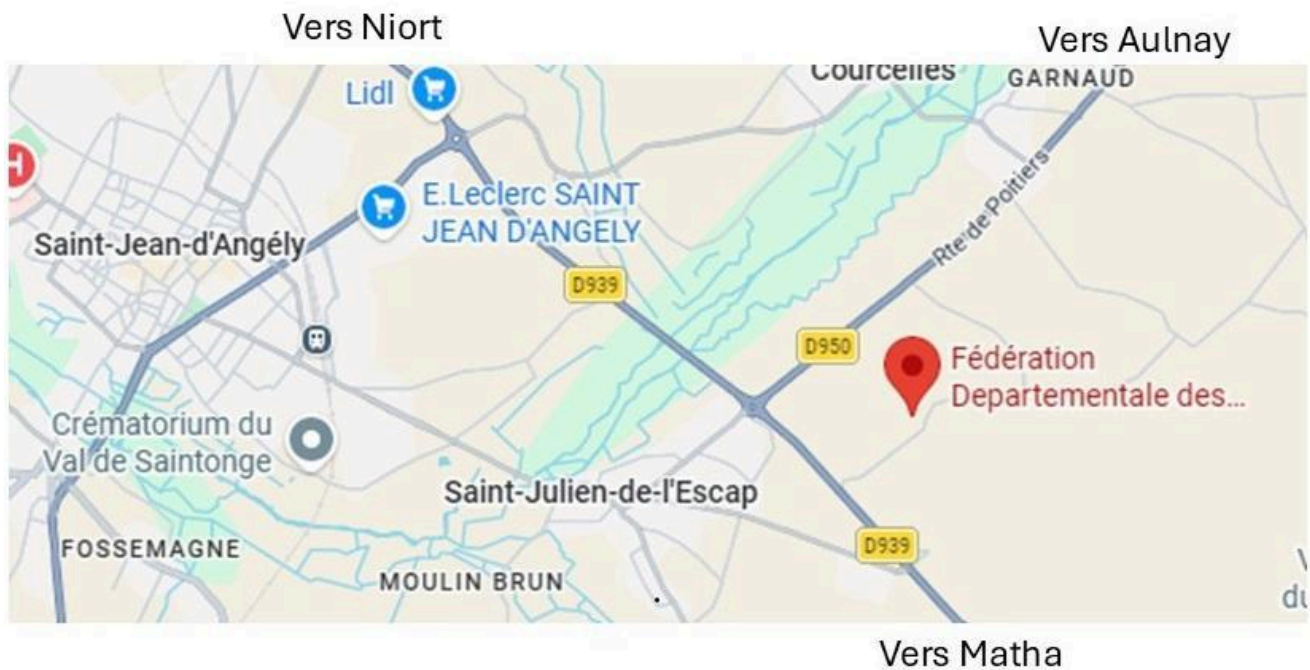 Vers Niort
Vers Aulnay
Courcelles
GARNAUD
Lidl
H
Rte de Poitiers
E.Leclerc SAINT
JEAN D'ANGELY
Saint-Jean-d'Angély
D939
D950
Fédération
Departementale des...
Crématorium du
Val de Saintonge
Saint-Julien-de-l'Escap
D939
FOSSEMAGNE
MOULIN BRUN
Vers Matha